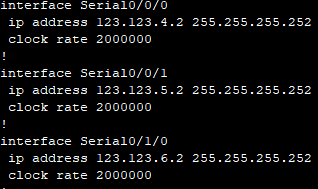 interface Serial0/0/0
 ip address 123.123.4.2 255.255.255.252
 clock rate 2000000
!
interface Serial0/0/1
 ip address 123.123.5.2 255.255.255.252
 clock rate 2000000
!
interface Serial0/1/0
 ip address 123.123.6.2 255.255.255.252
 clock rate 2000000